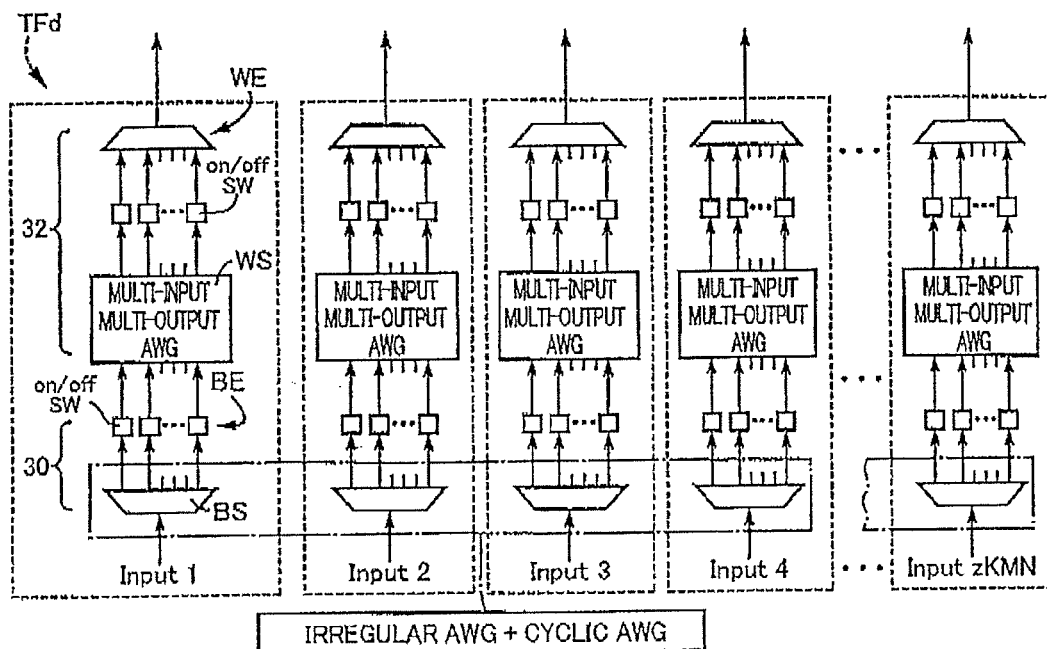 TFd
WE
on/off
SW
32
WS
MULTI-INPUT
MULTI-OUTPUT
AWG
MULTI-INPUT
MULTI-OUTPUT
AWG
MULTI-INPUT
MULTI-OUTPUT
AWG
MULTI-INPUT
MULTI-OUTPUT
AWG
MULTI-INPUT
MULTI-OUTPUT
AWG
on/off
SW
BE
30
BS
Input 1
Input 2
Input 3
Input 4
Input zKMN
IRREGULAR AWG + CYCLIC AWG